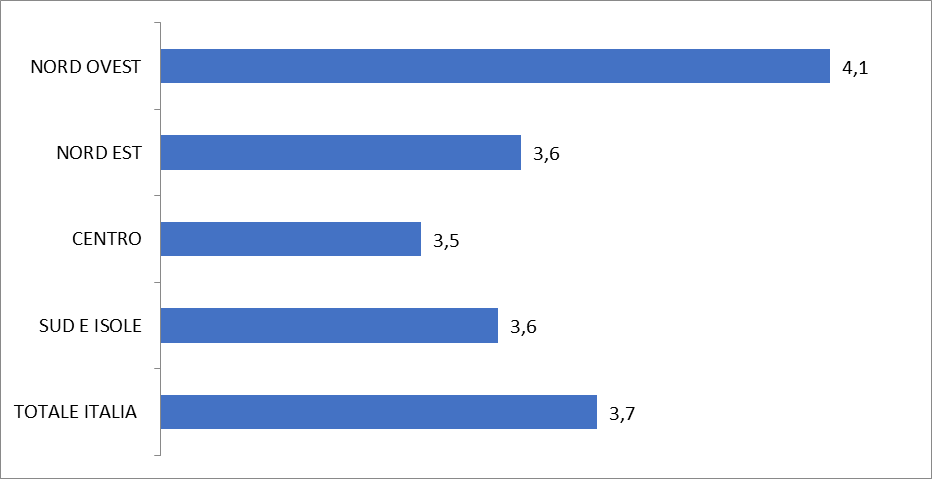 NORD OVEST 4,1
NORD EST 3,6
CENTRO 3,5
SUD E ISOLE 3,6
TOTALE ITALIA 3,7